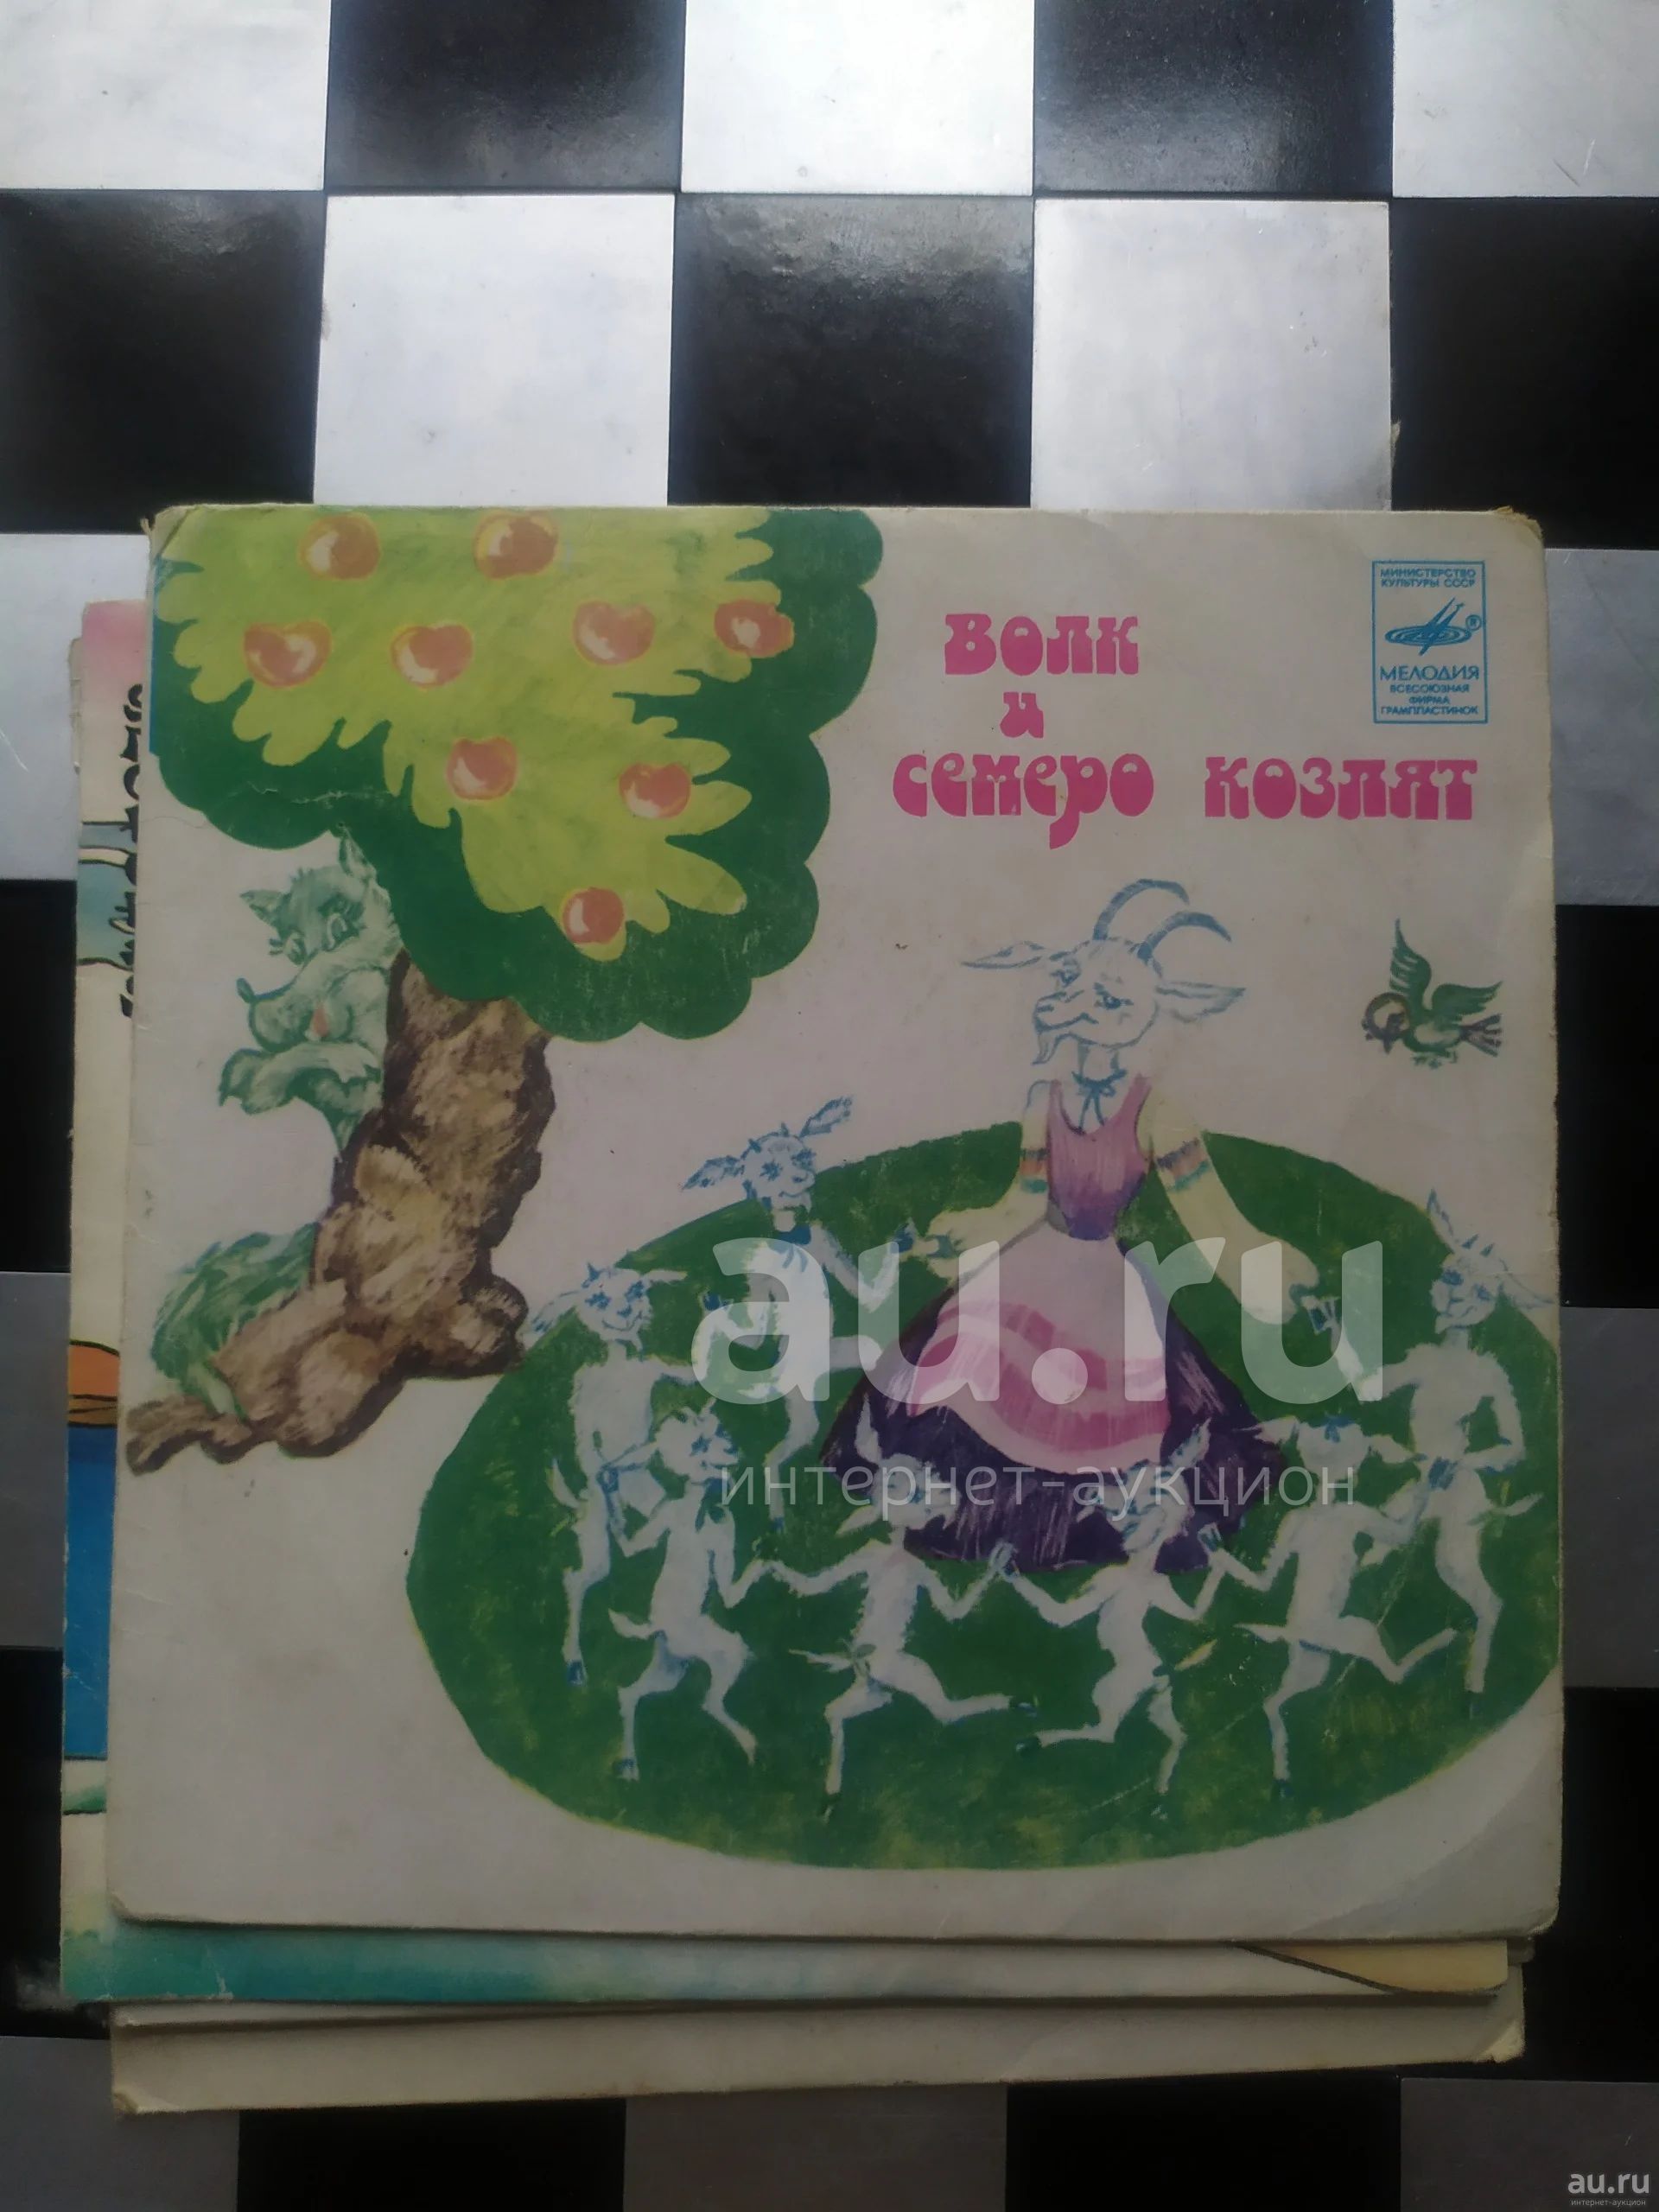 ВОЛК
и
семеро козлят
МИНИСТЕРСТВО
КУЛЬТУРЫ СССР
МЕЛОДИЯ
ВСЕСОЮЗНАЯ
ФИРМА
ГРАМПЛАСТИНОК
au.ru
интернет-аукцион
au.ru
интернет-аукцион